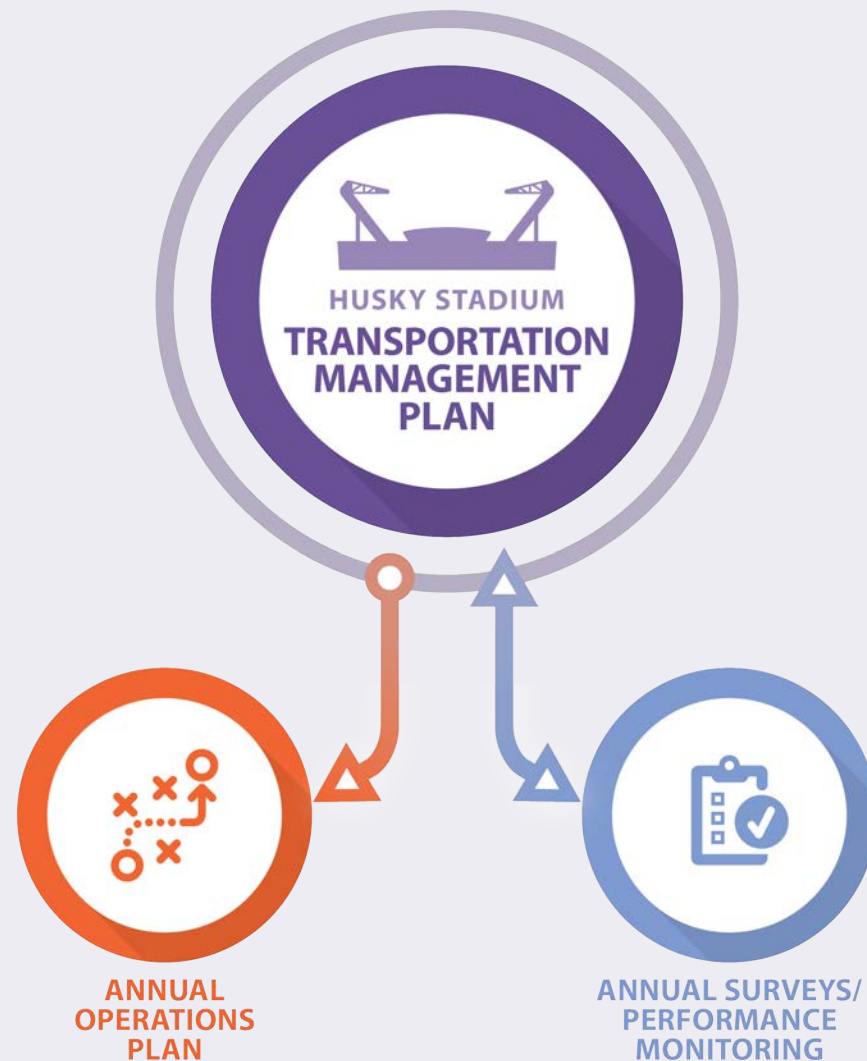 HUSKY STADIUM
TRANSPORTATION
MANAGEMENT
PLAN
ANNUAL
OPERATIONS
PLAN
ANNUAL SURVEYS/
PERFORMANCE
MONITORING